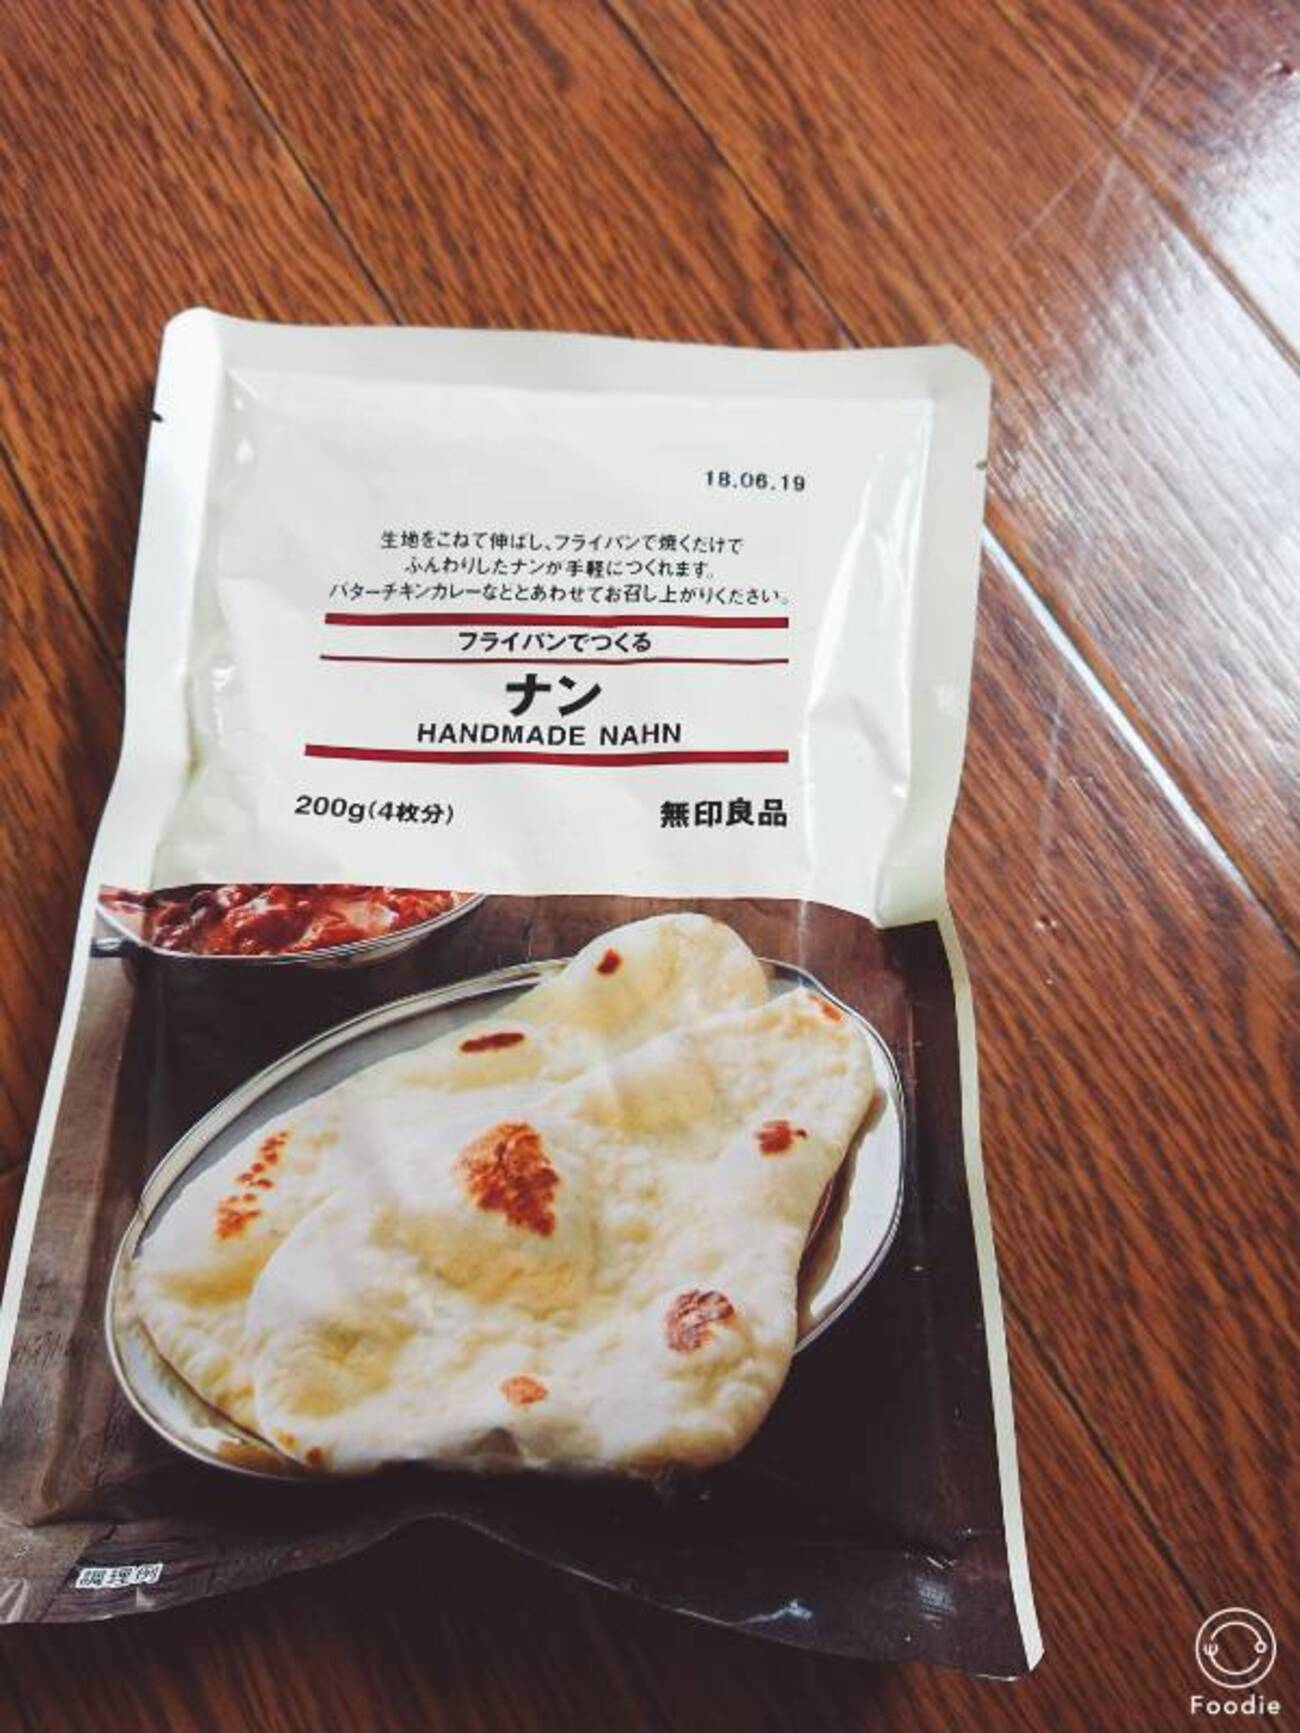 18.06.19
生地をこねて伸ばし、フライパンで焼くだけで
ふんわりしたナンが手軽につくれます。
バターチキンカレーなどとあわせてお召し上がりください。
フライパンでつくる
ナン
HANDMADE NAHN
200g(4枚分)
無印良品
調理例
Foodie